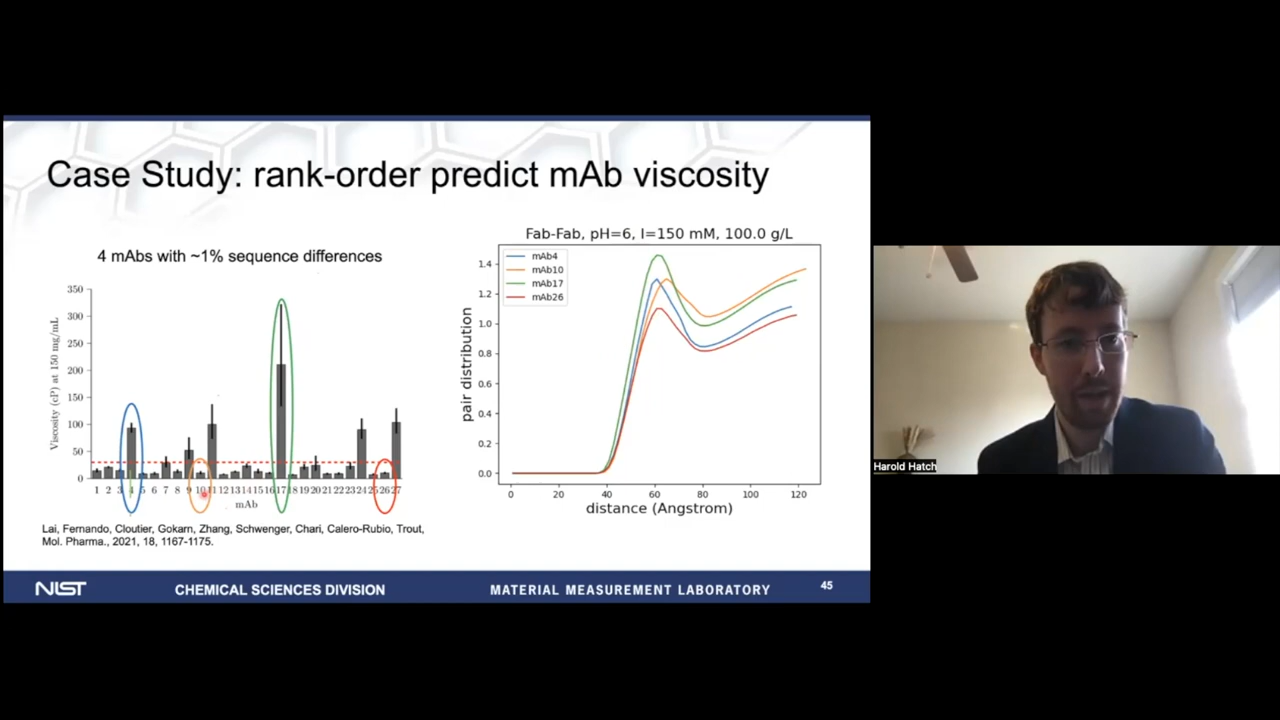 Case Study: rank-order predict mAb viscosity
4 mAbs with ~1% sequence differences
Viscosity (cP) at 150 mg/mL
350
300
250
200
150
100
50
0
1 2 3 4 5 6 7 8 9 10 11 12 13 14 15 16 17 18 19 20 21 22 23 24 25 26 27
mAb
Lai, Fernando, Cloutier, Gokarn, Zhang, Schwenger, Chari, Calero-Rubio, Trout,
Mol. Pharma., 2021, 18, 1167-1175.
Fab-Fab, pH=6, I=150 mM, 100.0 g/L
mAb4
mAb10
mAb17
mAb26
pair distribution
1.4
1.2
1.0
0.8
0.6
0.4
0.2
0.0
0 20 40 60 80 100 120
distance (Angstrom)
NIST
CHEMICAL SCIENCES DIVISION
MATERIAL MEASUREMENT LABORATORY
45
Harold Hatch